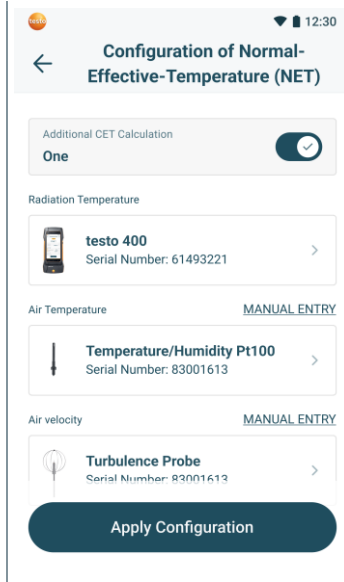 testo
12:30
Configuration of Normal-
Effective-Temperature (NET)
Additional CET Calculation
One
Radiation Temperature
testo 400
Serial Number: 61493221
Air Temperature MANUAL ENTRY
Temperature/Humidity Pt100
Serial Number: 83001613
Air velocity MANUAL ENTRY
Turbulence Probe
Serial Number: 83001613
Apply Configuration